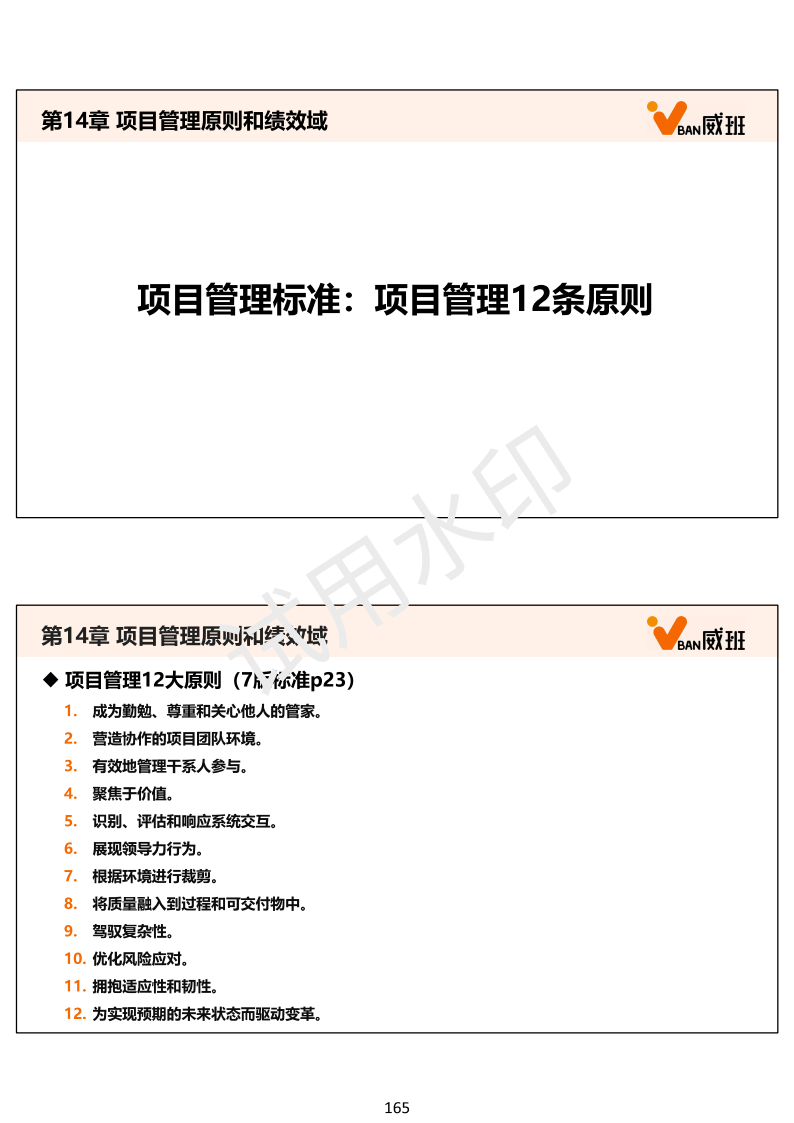 第14章 项目管理原则和绩效域
VBAN威班
项目管理标准：项目管理12条原则
试用水印
第14章 项目管理原则和绩效域
VBAN威班
◆ 项目管理12大原则（7版标准p23）
1. 成为勤勉、尊重和关心他人的管家。
2. 营造协作的项目团队环境。
3. 有效地管理干系人参与。
4. 聚焦于价值。
5. 识别、评估和响应系统交互。
6. 展现领导力行为。
7. 根据环境进行裁剪。
8. 将质量融入到过程和可交付物中。
9. 驾驭复杂性。
10. 优化风险应对。
11. 拥抱适应性和韧性。
12. 为实现预期的未来状态而驱动变革。
165